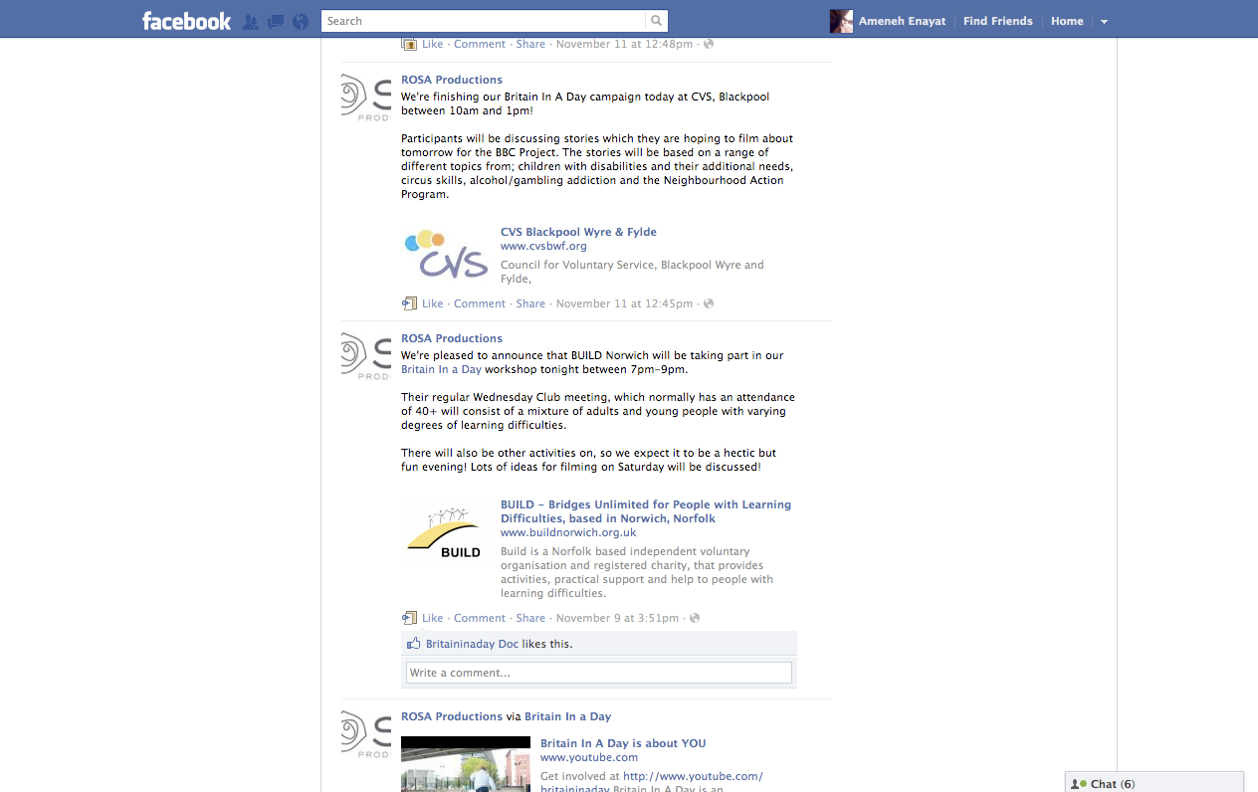 facebook
Search
Ameneh Enayat
Find Friends
Home
Like · Comment · Share · November 11 at 12:48pm ·
ROSA Productions
We're finishing our Britain In A Day campaign today at CVS, Blackpool
between 10am and 1pm!
PROD
Participants will be discussing stories which they are hoping to film about
tomorrow for the BBC Project. The stories will be based on a range of
different topics from; children with disabilities and their additional needs,
circus skills, alcohol/gambling addiction and the Neighbourhood Action
Program.
CVS
CVS Blackpool Wyre & Fylde
www.cvsbwf.org
Council for Voluntary Service, Blackpool Wyre and
Fylde,
Like · Comment · Share · November 11 at 12:45pm ·
ROSA Productions
We're pleased to announce that BUILD Norwich will be taking part in our
Britain In a Day workshop tonight between 7pm-9pm.
PROD
Their regular Wednesday Club meeting, which normally has an attendance
of 40+ will consist of a mixture of adults and young people with varying
degrees of learning difficulties.
There will also be other activities on, so we expect it to be a hectic but
fun evening! Lots of ideas for filming on Saturday will be discussed!
BUILD
BUILD - Bridges Unlimited for People with Learning
Difficulties, based in Norwich, Norfolk
www.buildnorwich.org.uk
Build is a Norfolk based independent voluntary
organisation and registered charity, that provides
activities, practical support and help to people with
learning difficulties.
Like · Comment · Share · November 9 at 3:51pm ·
Britaininaday Doc likes this.
Write a comment...
ROSA Productions via Britain In a Day
PROD
Britain In A Day is about YOU
www.youtube.com
Get involved at http://www.youtube.com/
britaininaday Britain In A Day is an
Chat (6)